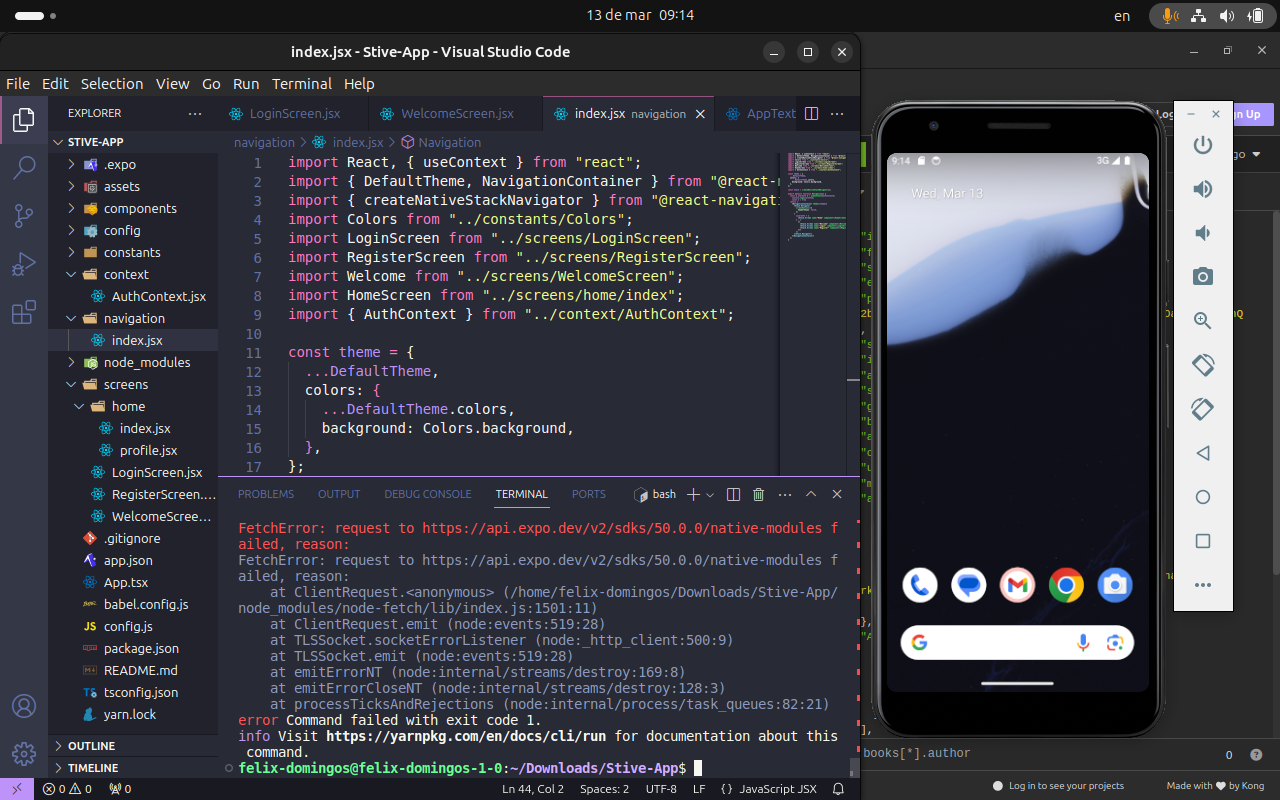 13 de mar 09:14
en
index.jsx - Stive-App - Visual Studio Code
File Edit Selection View Go Run Terminal Help
EXPLORER
LoginScreen.jsx WelcomeScreen.jsx index.jsx navigation AppText
STIVE-APP
navigation index.jsx Navigation
.expo
assets
components
config
constants
context
AuthContext.jsx
navigation
index.jsx
node_modules
screens
home
index.jsx
profile.jsx
LoginScreen.jsx
RegisterScreen....
WelcomeScree...
.gitignore
app.json
App.tsx
babel.config.js
config.js
package.json
README.md
tsconfig.json
yarn.lock
OUTLINE
TIMELINE
1 import React, { useContext } from "react";
2 import { DefaultTheme, NavigationContainer } from "@react-n
3 import { createNativeStackNavigator } from "@react-navigati
4 import Colors from "../constants/Colors";
5 import LoginScreen from "../screens/LoginScreen";
6 import RegisterScreen from "../screens/RegisterScreen";
7 import Welcome from "../screens/WelcomeScreen";
8 import HomeScreen from "../screens/home/index";
9 import { AuthContext } from "../context/AuthContext";
10
11 const theme = {
12 ...DefaultTheme,
13 colors: {
14 ...DefaultTheme.colors,
15 background: Colors.background,
16 },
17 };
PROBLEMS OUTPUT DEBUG CONSOLE TERMINAL PORTS bash
FetchError: request to https://api.expo.dev/v2/sdks/50.0.0/native-modules f
ailed, reason:
FetchError: request to https://api.expo.dev/v2/sdks/50.0.0/native-modules f
ailed, reason:
at ClientRequest.<anonymous> (/home/felix-domingos/Downloads/Stive-App/
node_modules/node-fetch/lib/index.js:1501:11)
at ClientRequest.emit (node:events:519:28)
at TLSSocket.socketErrorListener (node:_http_client:500:9)
at TLSSocket.emit (node:events:519:28)
at emitErrorNT (node:internal/streams/destroy:169:8)
at emitErrorCloseNT (node:internal/streams/destroy:128:3)
at processTicksAndRejections (node:internal/process/task_queues:82:21)
error Command failed with exit code 1.
info Visit https://yarnpkg.com/en/docs/cli/run for documentation about this
command.
felix-domingos@felix-domingos-1-0:~/Downloads/Stive-App$
0 0 0 Ln 44, Col 2 Spaces: 2 UTF-8 LF {} JavaScript JSX
9:14 3G
Wed, Mar 13
Up
books[*].author
0
Log in to see your projects Made with by Kong